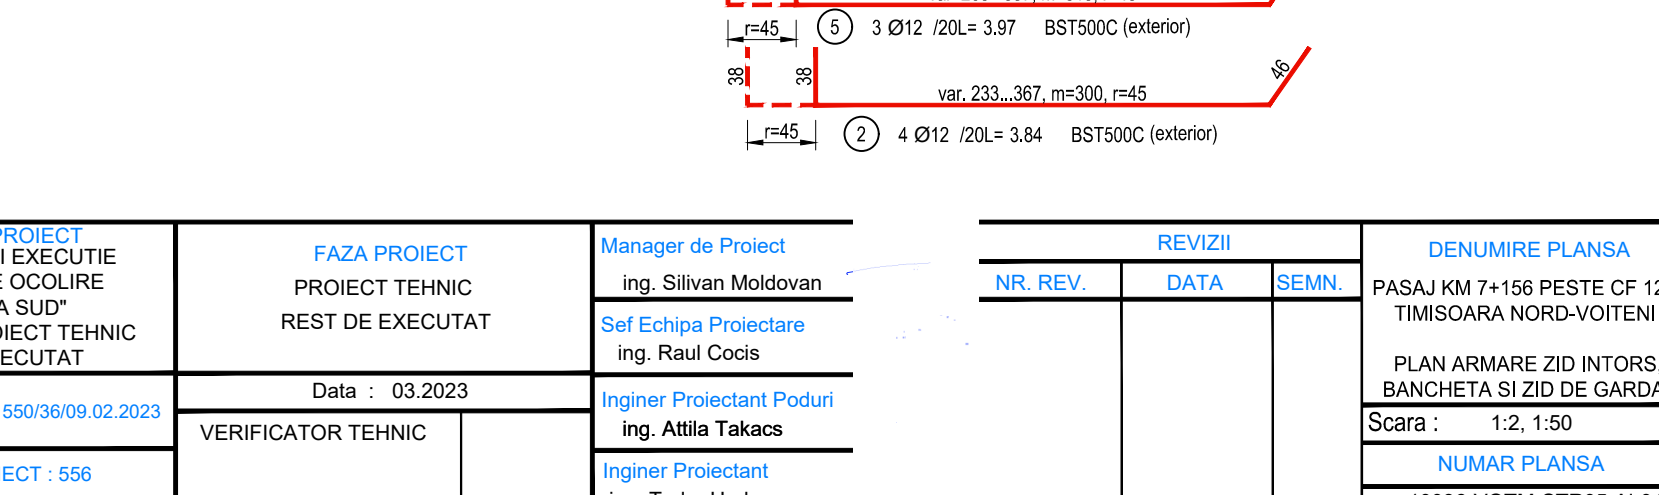 r=45
5
3 Ø12 /20L= 3.97 BST500C (exterior)
38
38
46
var. 233...367, m=300, r=45
r=45
2
4 Ø12 /20L= 3.84 BST500C (exterior)
PROIECT
I EXECUTIE
E OCOLIRE
A SUD"
OIECT TEHNIC
ECUTAT
550/36/09.02.2023
ECT : 556
FAZA PROIECT
PROIECT TEHNIC
REST DE EXECUTAT
Data : 03.2023
VERIFICATOR TEHNIC
Manager de Proiect
ing. Silivan Moldovan
Sef Echipa Proiectare
ing. Raul Cocis
Inginer Proiectant Poduri
ing. Attila Takacs
Inginer Proiectant
REVIZII
NR. REV. DATA SEMN.
DENUMIRE PLANSA
PASAJ KM 7+156 PESTE CF 12
TIMISOARA NORD-VOITENI
PLAN ARMARE ZID INTORS,
BANCHETA SI ZID DE GARDA
Scara : 1:2, 1:50
NUMAR PLANSA